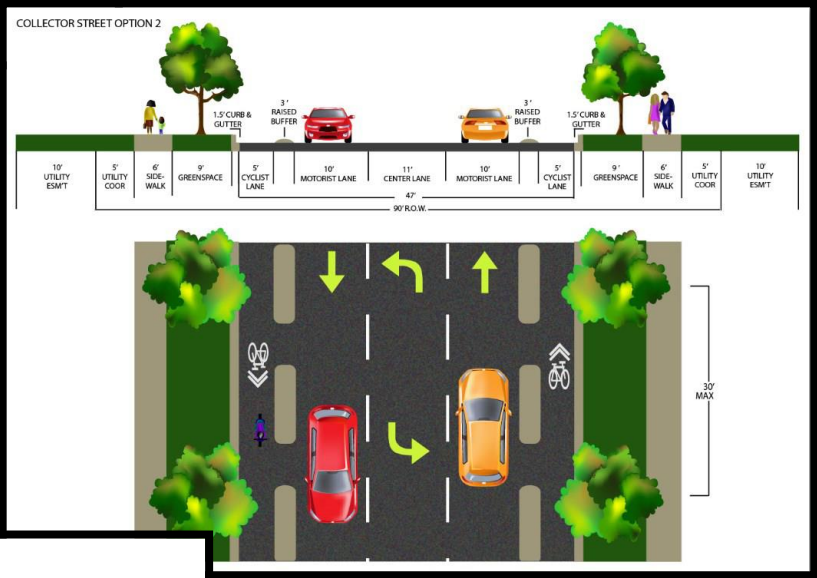 COLLECTOR STREET OPTION 2
1.5' CURB &
GUTTER
3 '
RAISED
BUFFER
3 '
RAISED
BUFFER
1.5' CURB &
GUTTER
10'
UTILITY
ESM'T
5'
UTILITY
COOR
6'
SIDE-
WALK
9'
GREENSPACE
5'
CYCLIST
LANE
10'
MOTORIST LANE
11'
CENTER LANE
10'
MOTORIST LANE
5'
CYCLIST
LANE
9 '
GREENSPACE
6'
SIDE-
WALK
5'
UTILITY
COOR
10'
UTILITY
ESM'T
47'
90' R.O.W.
30'
MAX